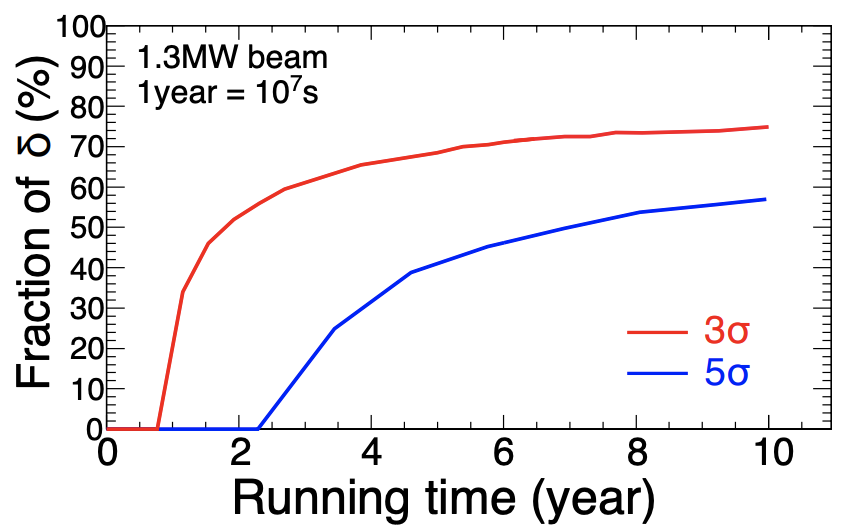 1.3MW beam
1year = 10⁷s
Fraction of δ (%)
100
90
80
70
60
50
40
30
20
10
0
3σ
5σ
0 2 4 6 8 10
Running time (year)